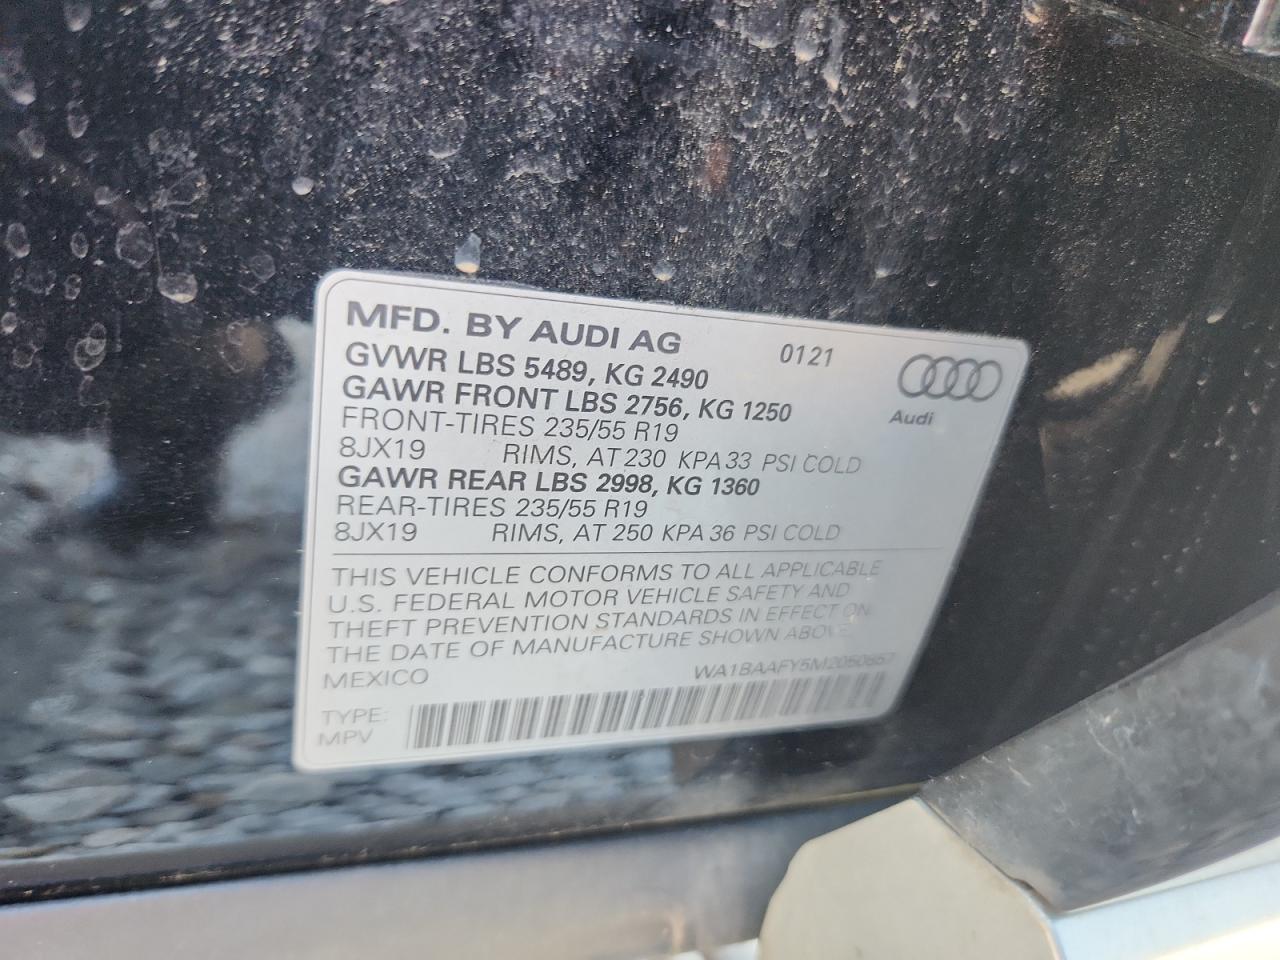 MFD. BY AUDI AG 0121
GVWR LBS 5489, KG 2490
GAWR FRONT LBS 2756, KG 1250
Audi
FRONT-TIRES 235/55 R19
8JX19 RIMS, AT 230 KPA 33 PSI COLD
GAWR REAR LBS 2998, KG 1360
REAR-TIRES 235/55 R19
8JX19 RIMS, AT 250 KPA 36 PSI COLD
THIS VEHICLE CONFORMS TO ALL APPLICABLE
U.S. FEDERAL MOTOR VEHICLE SAFETY AND
THEFT PREVENTION STANDARDS IN EFFECT ON
THE DATE OF MANUFACTURE SHOWN ABOVE.
MEXICO
TYPE:
MPV